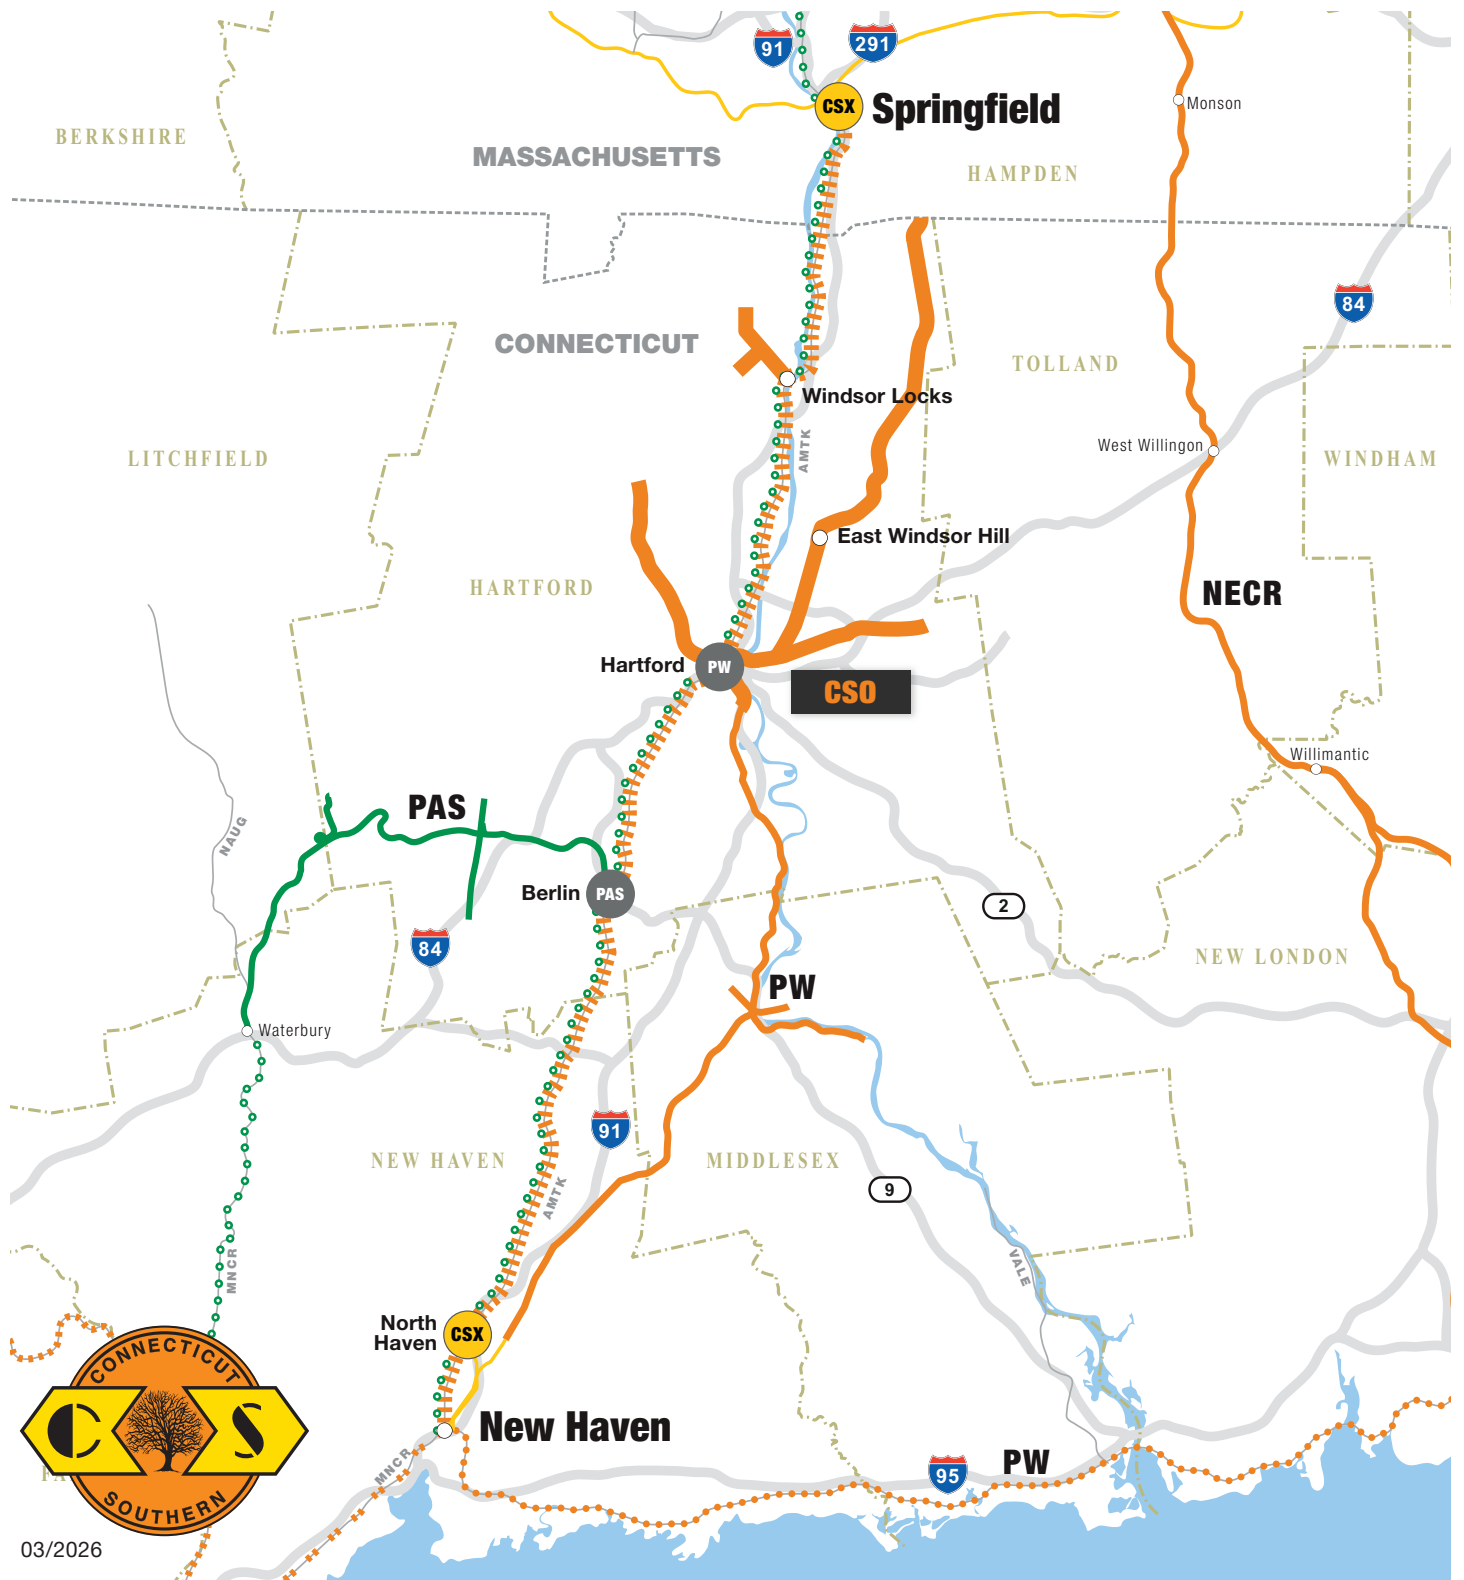 91
291
CSX
Springfield
Monson
BERKSHIRE
MASSACHUSETTS
HAMPDEN
84
CONNECTICUT
TOLLAND
Windsor Locks
AMTK
West Willingon
LITCHFIELD
WINDHAM
East Windsor Hill
HARTFORD
NECR
Hartford
PW
CSO
Willimantic
PAS
NAUG
Berlin
PAS
2
84
NEW LONDON
PW
Waterbury
91
NEW HAVEN
MIDDLESEX
AMTK
9
MNCR
VALE
North
Haven
CSX
CONNECTICUT
C
S
SOUTHERN
New Haven
MNCR
PW
95
FA
03/2026